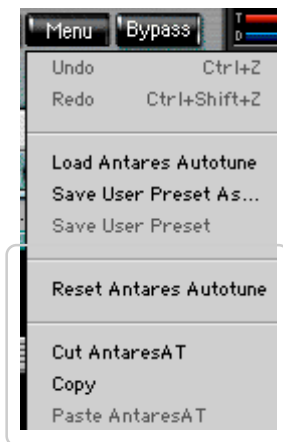 Menu Bypass T
D
Undo Ctrl+Z
Redo Ctrl+Shift+Z
Load Antares Autotune
Save User Preset As...
Save User Preset
Reset Antares Autotune
Cut AntaresAT
Copy
Paste AntaresAT